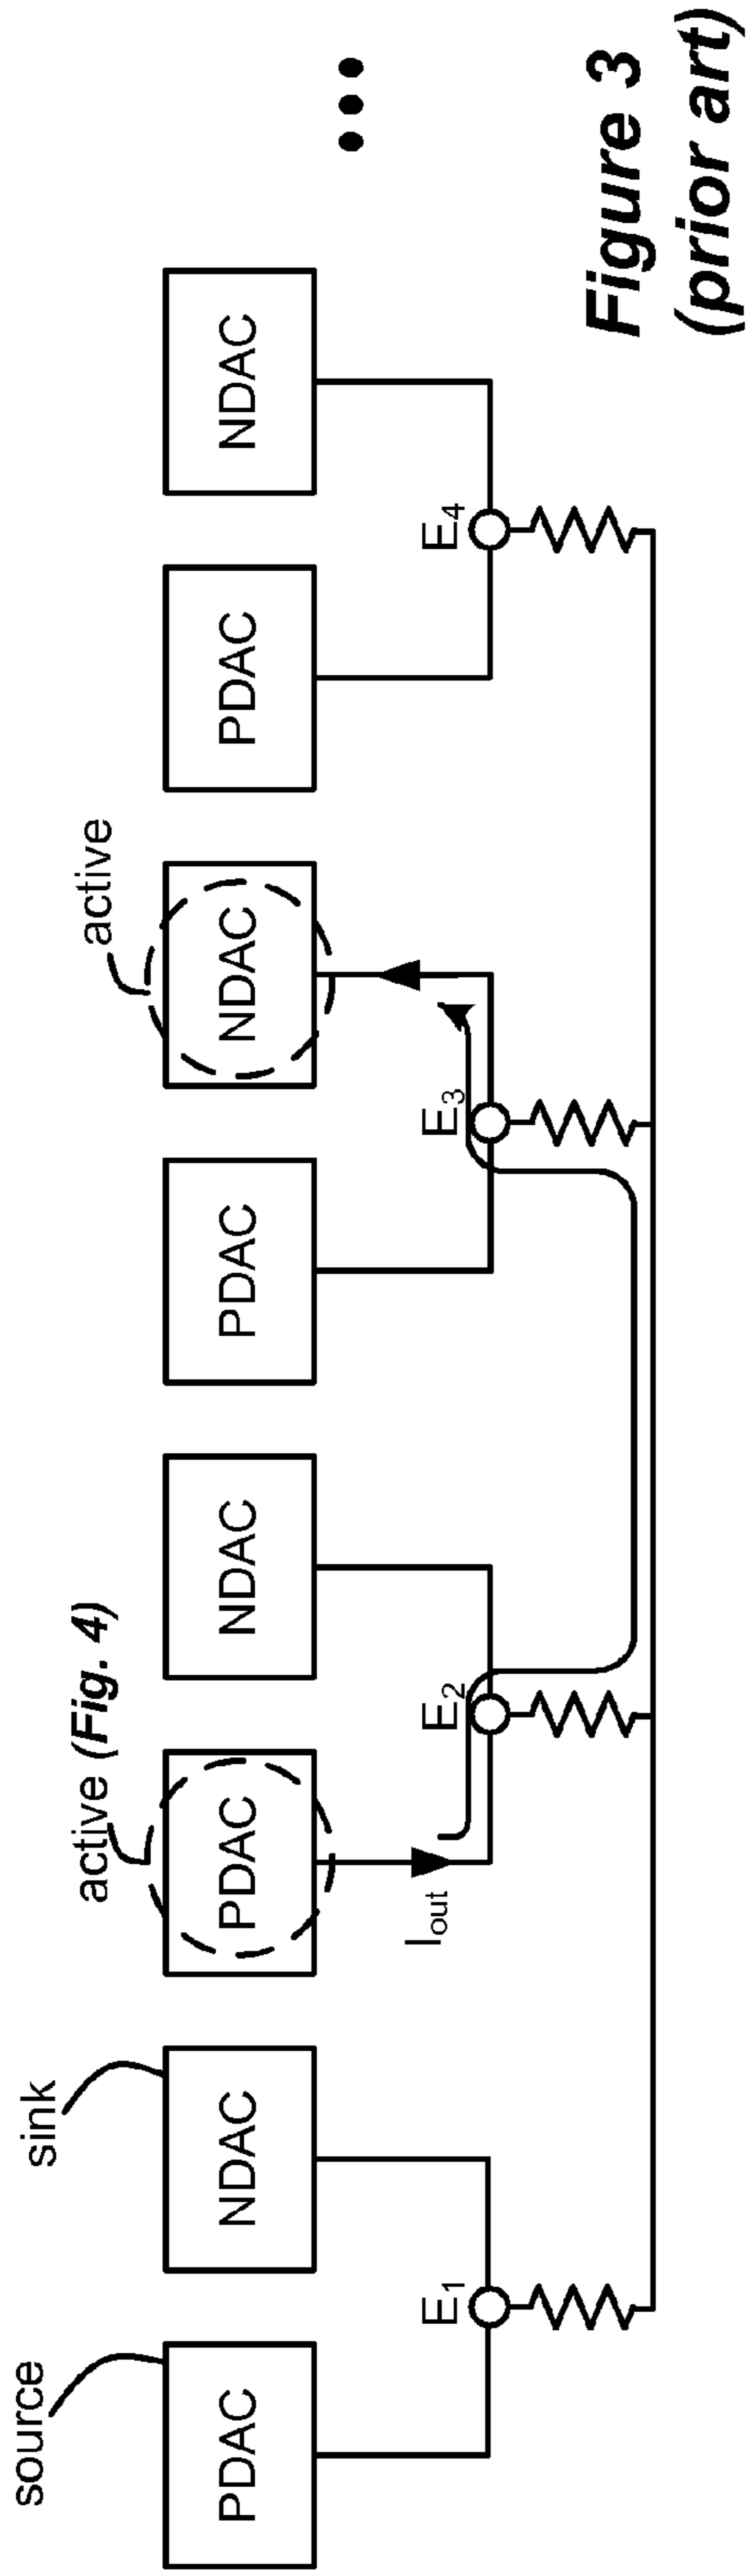 source
sink
active (Fig. 4)
active
PDAC
NDAC
PDAC
NDAC
PDAC
NDAC
PDAC
NDAC
Iout
E1
E2
E3
E4
Figure 3
(prior art)